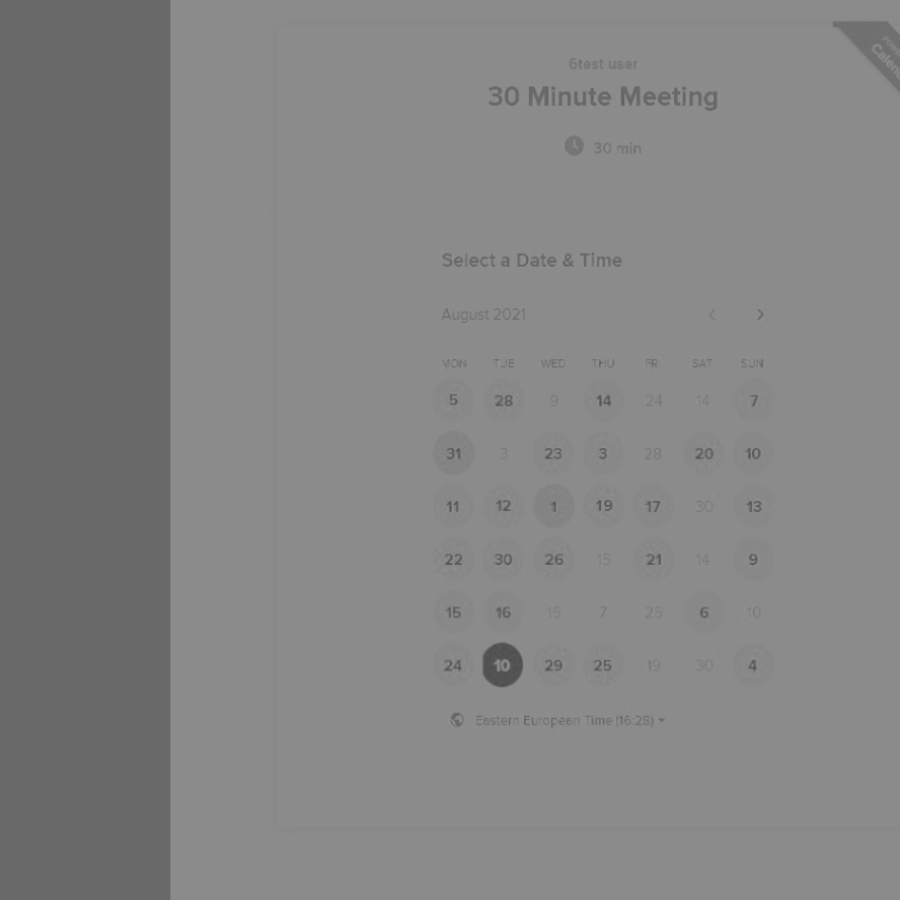 6test user
30 Minute Meeting
30 min
Select a Date & Time
August 2021
MON TUE WED THU FR. SAT SUN
5 28 9 14 24 14 7
31 3 23 3 28 20 10
11 12 1 19 17 30 13
22 30 26 15 21 14 9
15 16 15 7 25 6 10
24 10 29 25 19 30 4
Eastern European Time (16:28)